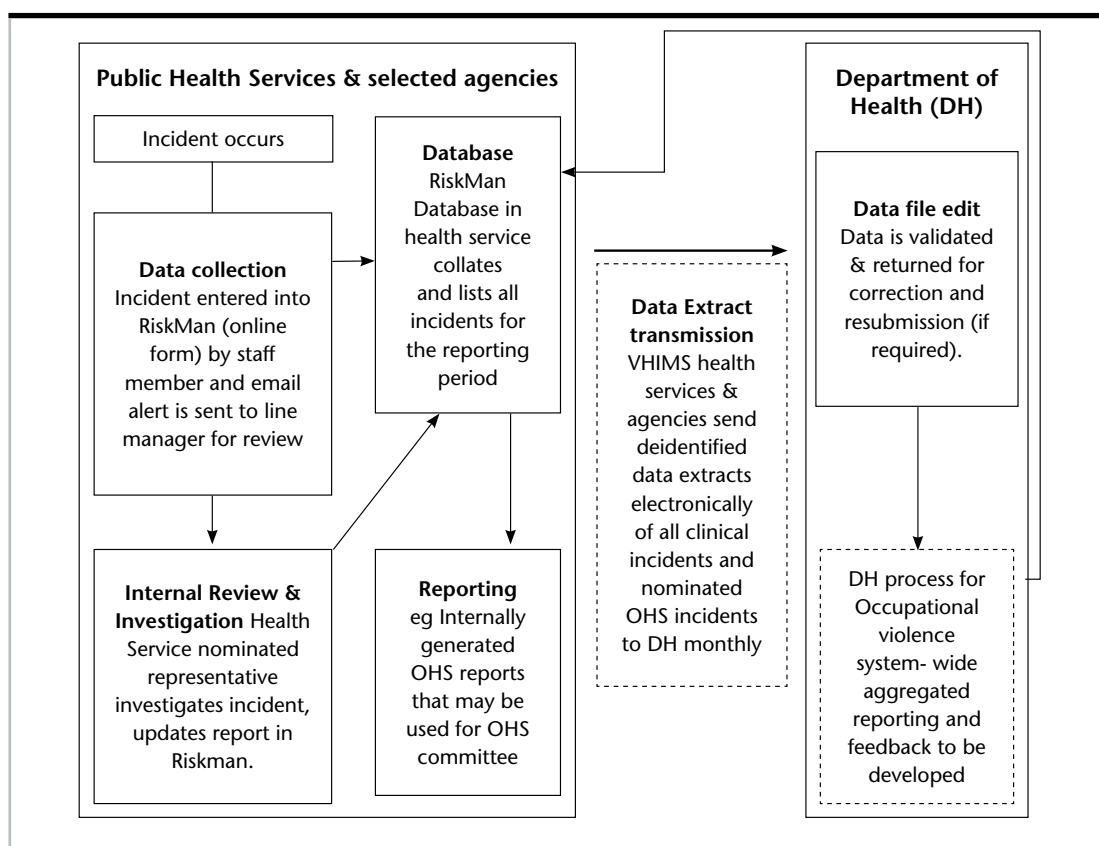 Public Health Services & selected agencies
Incident occurs
Data collection
Incident entered into
RiskMan (online
form) by staff
member and email
alert is sent to line
manager for review
Internal Review &
Investigation Health
Service nominated
representative
investigates incident,
updates report in
Riskman.
Database
RiskMan
Database in
health service
collates
and lists all
incidents for
the reporting
period
Reporting
eg Internally
generated
OHS reports
that may be
used for OHS
committee
Data Extract
transmission
VHIMS health
services &
agencies send
deidentified
data extracts
electronically
of all clinical
incidents and
nominated
OHS incidents
to DH monthly
Department of
Health (DH)
Data file edit
Data is validated
& returned for
correction and
resubmission (if
required).
DH process for
Occupational
violence
system- wide
aggregated
reporting and
feedback to be
developed